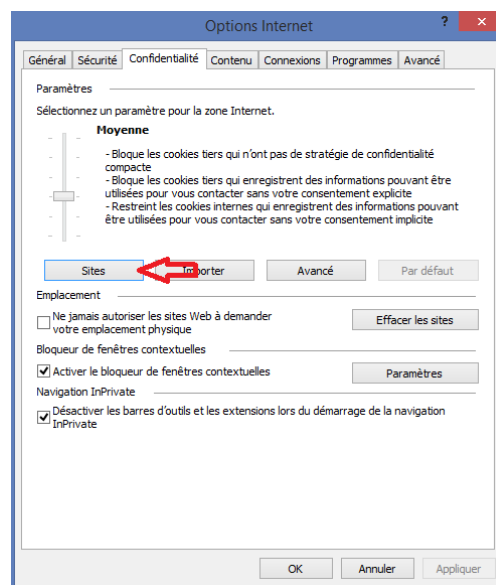 Options Internet
?
Général Sécurité Confidentialité Contenu Connexions Programmes Avancé
Paramètres
Sélectionnez un paramètre pour la zone Internet.
Moyenne
- Bloque les cookies tiers qui n'ont pas de stratégie de confidentialité
compacte
- Bloque les cookies tiers qui enregistrent des informations pouvant être
utilisées pour vous contacter sans votre consentement explicite
- Restreint les cookies internes qui enregistrent des informations pouvant
être utilisées pour vous contacter sans votre consentement implicite
Sites Importer Avancé Par défaut
Emplacement
Ne jamais autoriser les sites Web à demander
votre emplacement physique
Effacer les sites
Bloqueur de fenêtres contextuelles
Activer le bloqueur de fenêtres contextuelles Paramètres
Navigation InPrivate
Désactiver les barres d'outils et les extensions lors du démarrage de la navigation
InPrivate
OK Annuler Appliquer